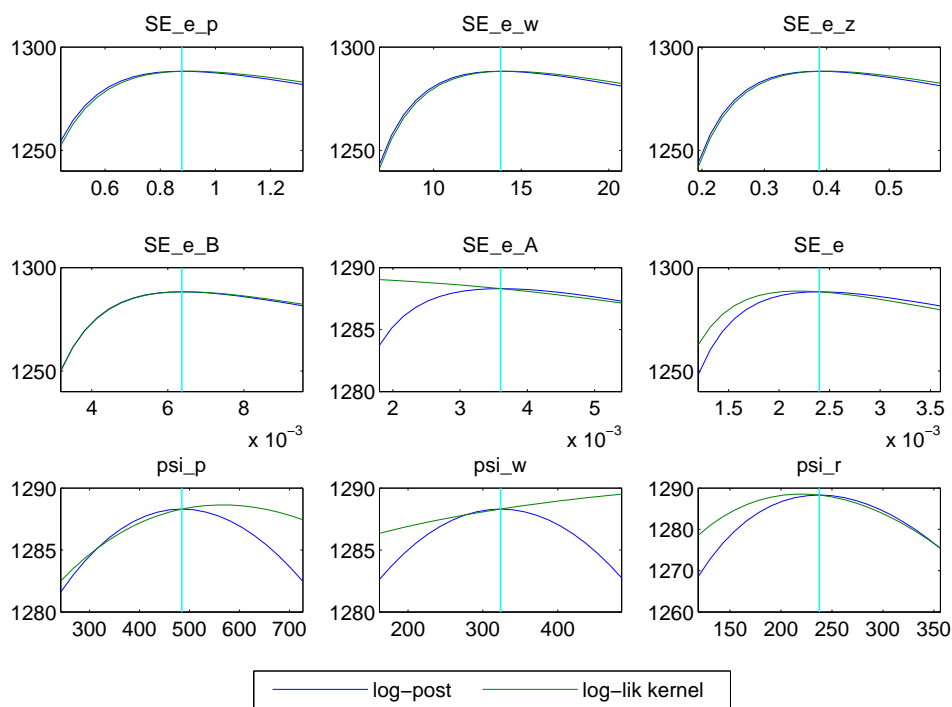 SE_e_p SE_e_w SE_e_z
1300 1300 1300
1250 1250 1250
0.6 0.8 1 1.2 10 15 20 0.2 0.3 0.4 0.5
SE_e_B SE_e_A SE_e
1300 1290 1300
1285
1250 1280 1250
4 6 8 2 3 4 5 1.5 2 2.5 3 3.5
x 10−3 x 10−3 x 10−3
psi_p psi_w psi_r
1290 1290 1290
1280
1285 1285
1270
1280 1280 1260
300 400 500 600 700 200 300 400 150 200 250 300 350
log−post log−lik kernel